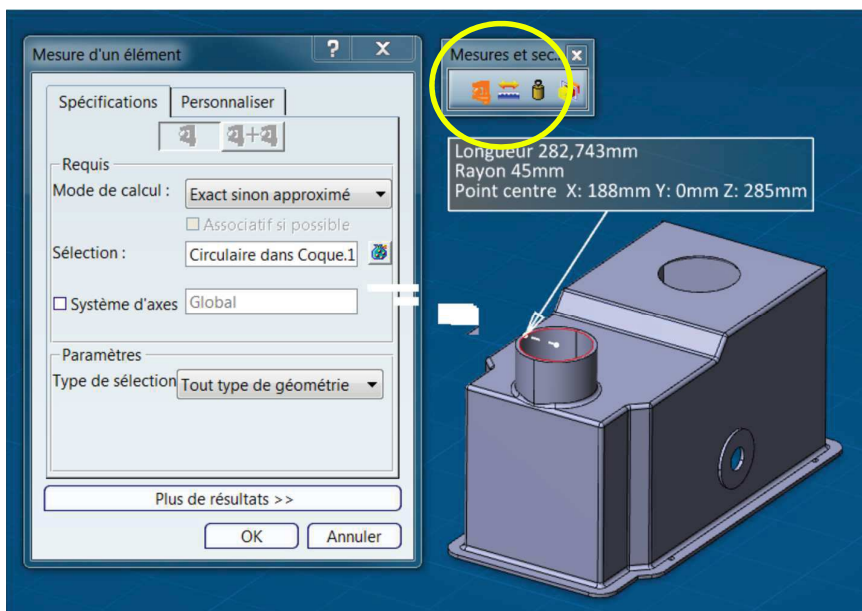 Mesure d'un élément
? X
Spécifications
Personnaliser
Requis
Mode de calcul :
Exact sinon approximé
Associatif si possible
Sélection :
Circulaire dans Coque.1
Système d'axes
Global
Paramètres
Type de sélection
Tout type de géométrie
Plus de résultats >>
OK
Annuler
Mesures et sec... x
Longueur 282,743mm
Rayon 45mm
Point centre X: 188mm Y: 0mm Z: 285mm